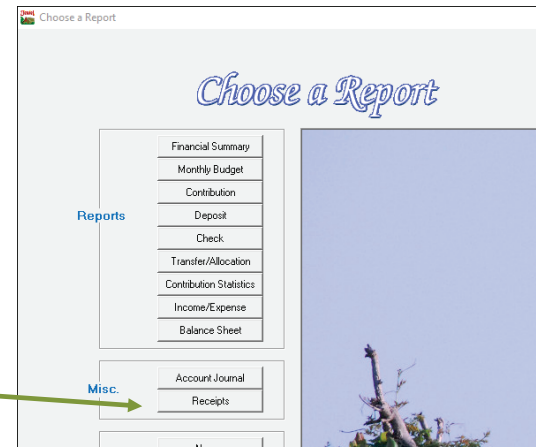 Choose a Report
Choose a Report
Reports
Financial Summary
Monthly Budget
Contribution
Deposit
Check
Transfer/Allocation
Contribution Statistics
Income/Expense
Balance Sheet
Misc.
Account Journal
Receipts